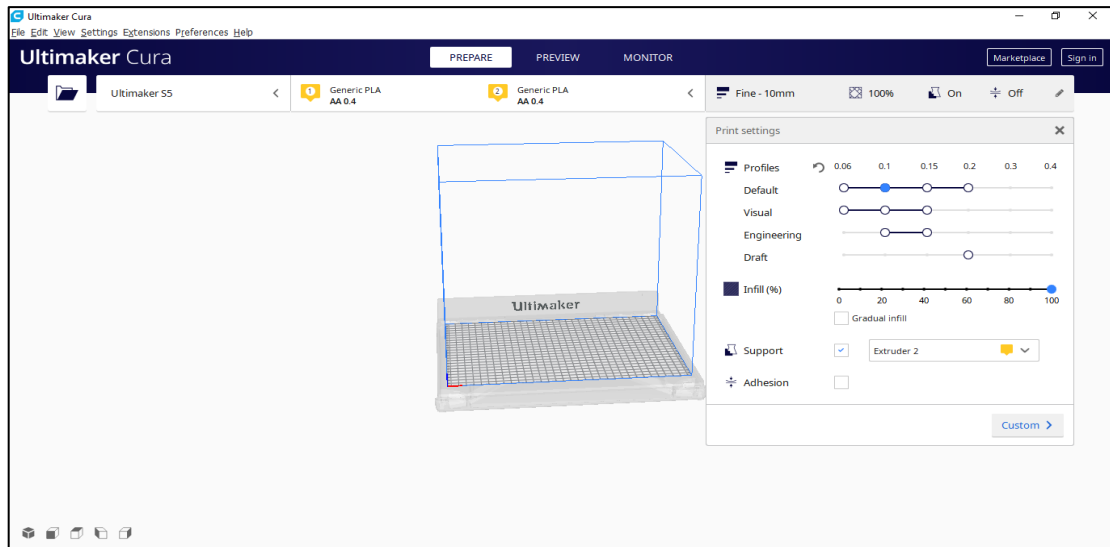 Ultimaker Cura
File Edit View Settings Extensions Preferences Help
Ultimaker Cura PREPARE PREVIEW MONITOR Marketplace Sign in
Ultimaker S5 1 Generic PLA AA 0.4 2 Generic PLA AA 0.4 Fine - 10mm 100% On Off
Print settings
Profiles 0.06 0.1 0.15 0.2 0.3 0.4
Default
Visual
Engineering
Draft
Infill (%)
0 20 40 60 80 100
Gradual infill
Support Extruder 2
Adhesion
Custom
Ultimaker